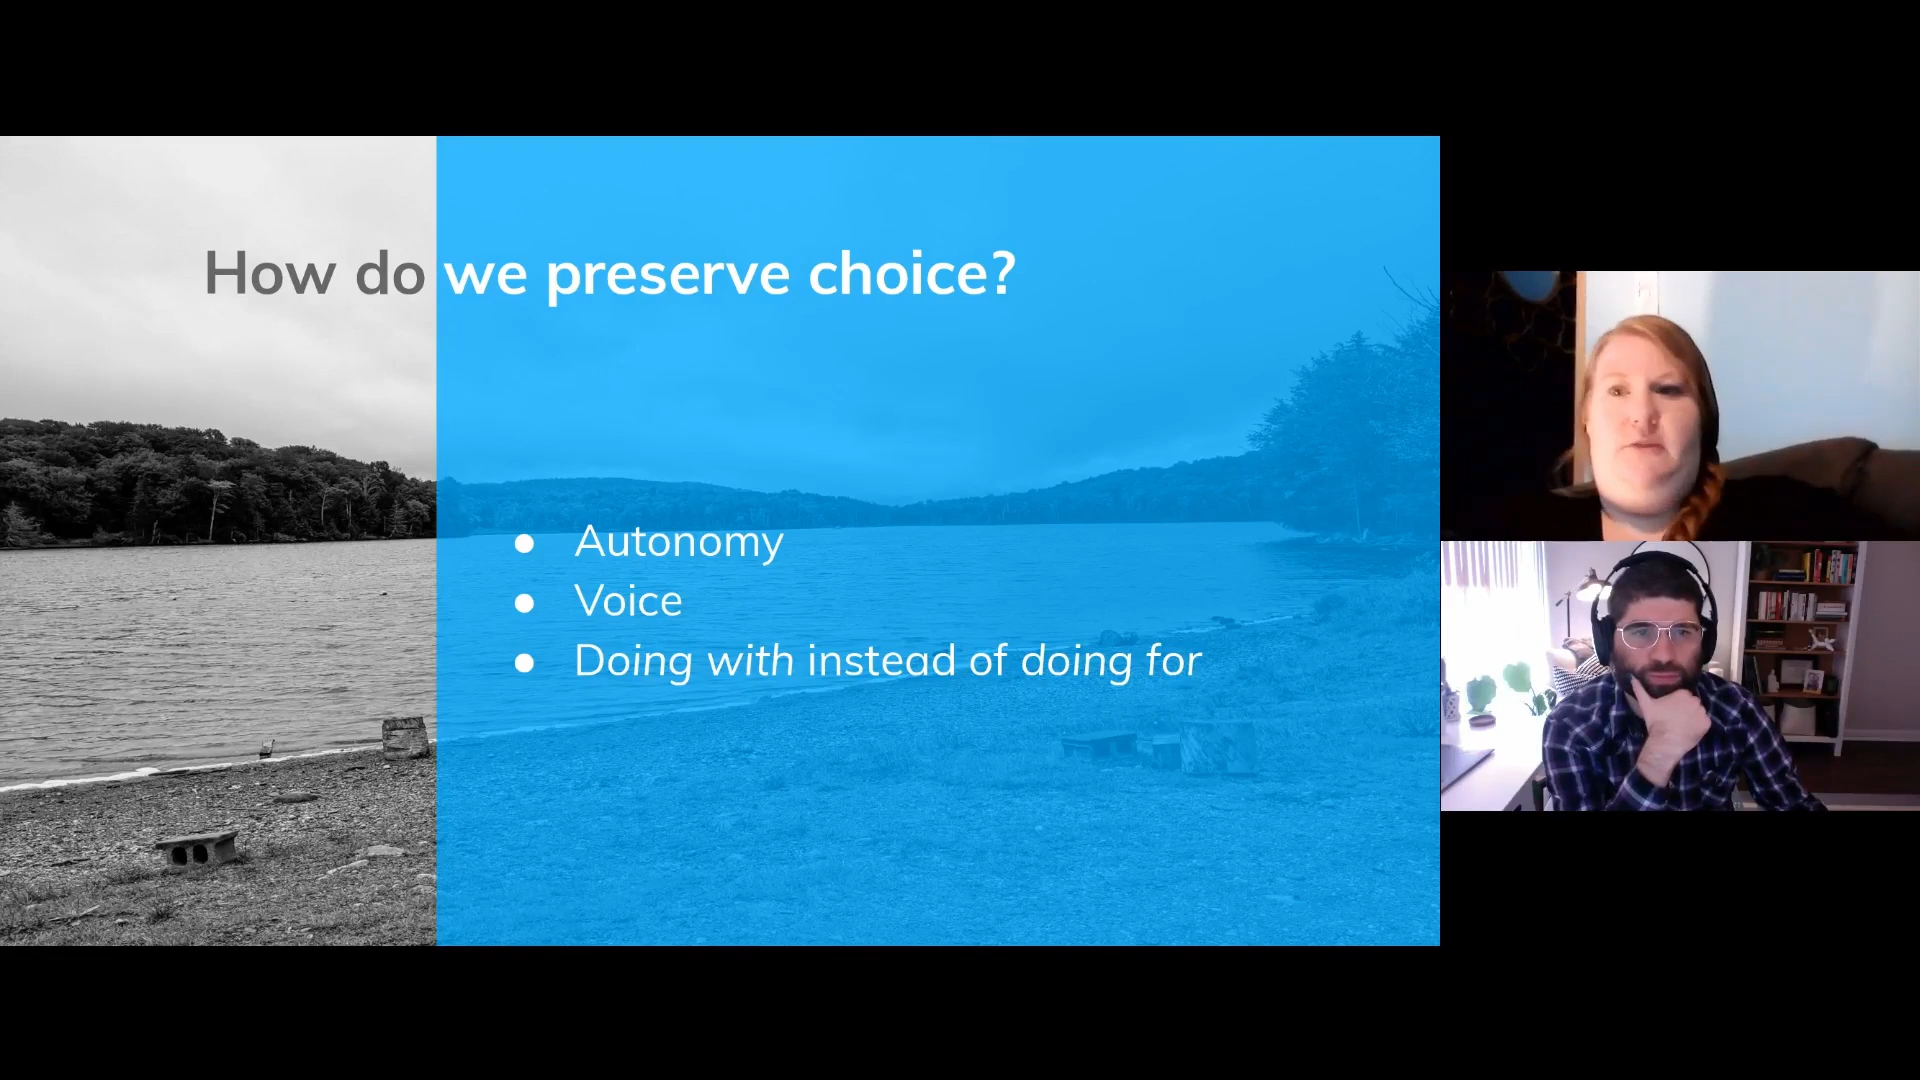 How do we preserve choice?
● Autonomy
● Voice
● Doing with instead of doing for